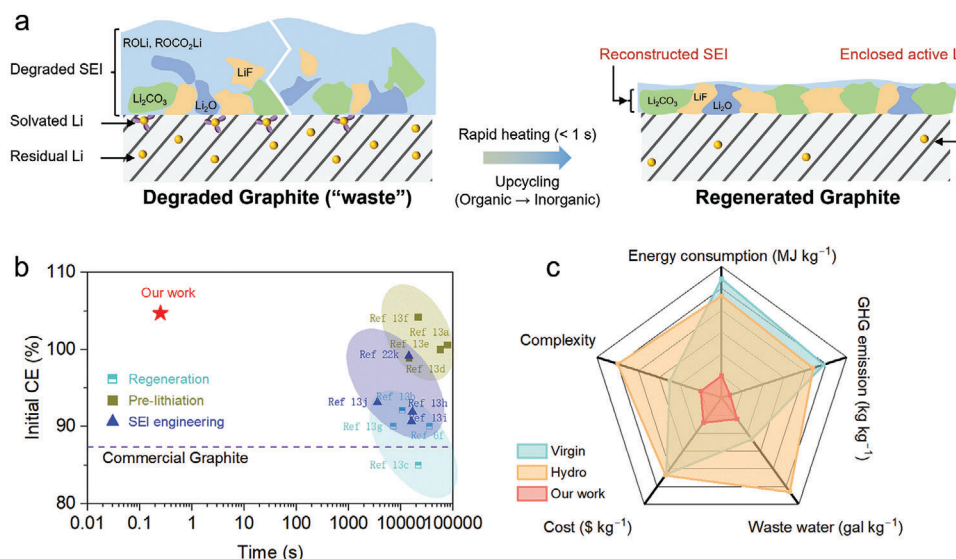 a
ROLi, ROCO₂Li
Degraded SEI
LiF
Li₂CO₃
Li₂O
Solvated Li
Residual Li
Degraded Graphite (“waste”)
Rapid heating (< 1 s)
Upcycling
(Organic → Inorganic)
Reconstructed SEI
Enclosed active
Li₂CO₃
LiF
Li₂O
Regenerated Graphite
b
Initial CE (%)
110
100
90
80
Our work
Regeneration
Pre-lithiation
SEI engineering
Commercial Graphite
Ref 13f
Ref 13a
Ref 13e
Ref 22k
Ref 13d
Ref 13j
Ref 13b
Ref 13h
Ref 13i
Ref 13g
Ref 6f
Ref 13c
0.01
0.1
1
10
100
1000
10000
100000
Time (s)
c
Energy consumption (MJ kg⁻¹)
GHG emission (kg kg⁻¹)
Waste water (gal kg⁻¹)
Cost ($ kg⁻¹)
Complexity
Virgin
Hydro
Our work